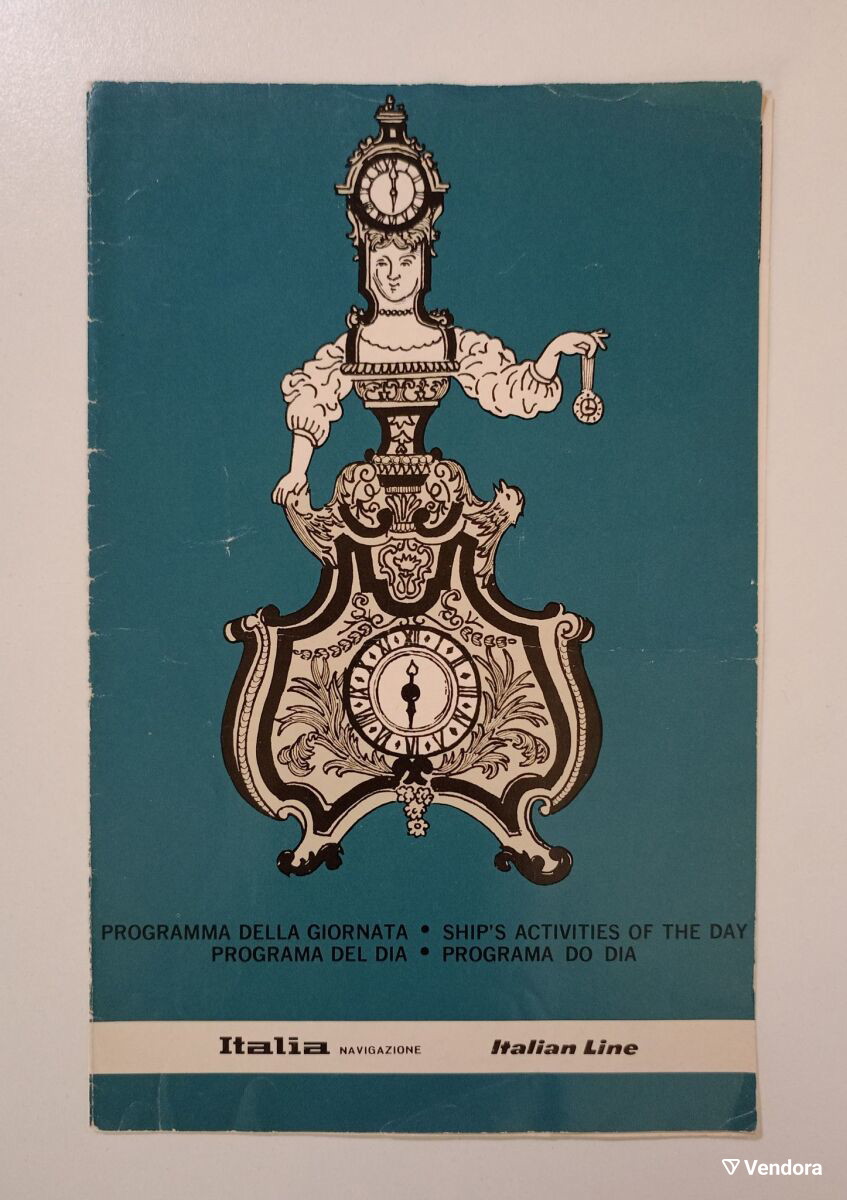 PROGRAMMA DELLA GIORNATA • SHIP'S ACTIVITIES OF THE DAY
PROGRAMA DEL DIA • PROGRAMA DO DIA
Italia NAVIGAZIONE Italian Line
Vendora